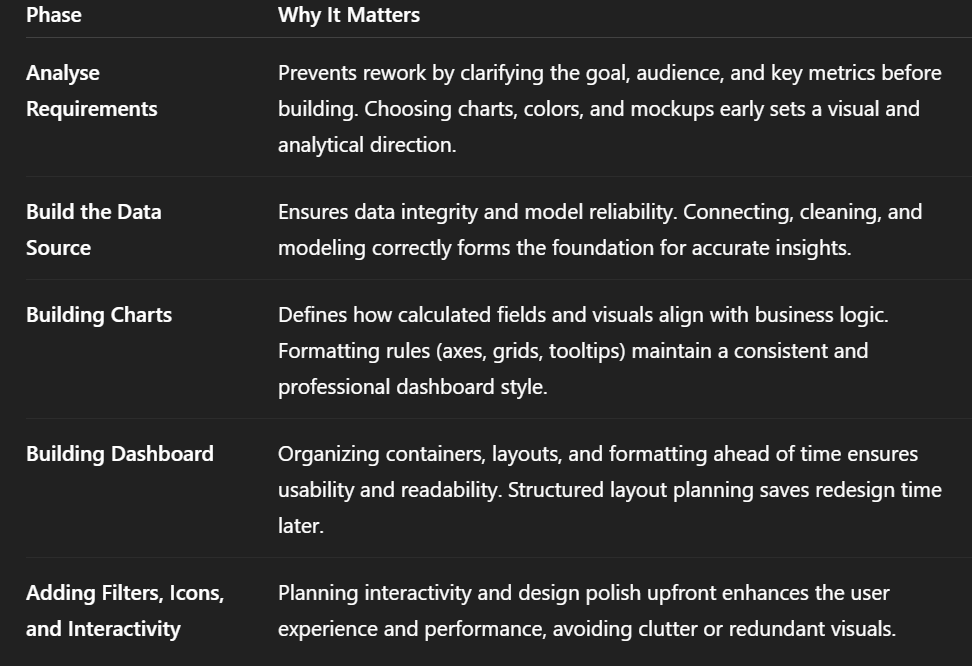 Phase Why It Matters
Analyse Prevents rework by clarifying the goal, audience, and key metrics before
Requirements building. Choosing charts, colors, and mockups early sets a visual and
analytical direction.
Build the Data Ensures data integrity and model reliability. Connecting, cleaning, and
Source modeling correctly forms the foundation for accurate insights.
Building Charts Defines how calculated fields and visuals align with business logic.
Formatting rules (axes, grids, tooltips) maintain a consistent and
professional dashboard style.
Building Dashboard Organizing containers, layouts, and formatting ahead of time ensures
usability and readability. Structured layout planning saves redesign time
later.
Adding Filters, Icons, Planning interactivity and design polish upfront enhances the user
and Interactivity experience and performance, avoiding clutter or redundant visuals.